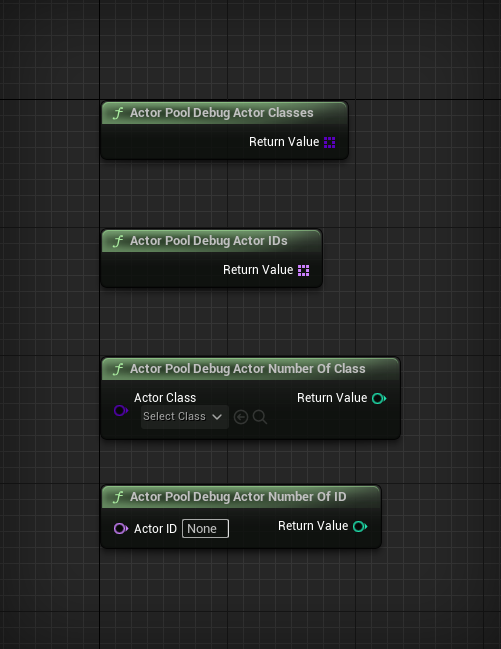 Actor Pool Debug Actor Classes
Return Value
Actor Pool Debug Actor IDs
Return Value
Actor Pool Debug Actor Number Of Class
Actor Class Return Value
Select Class
Actor Pool Debug Actor Number Of ID
Actor ID None Return Value